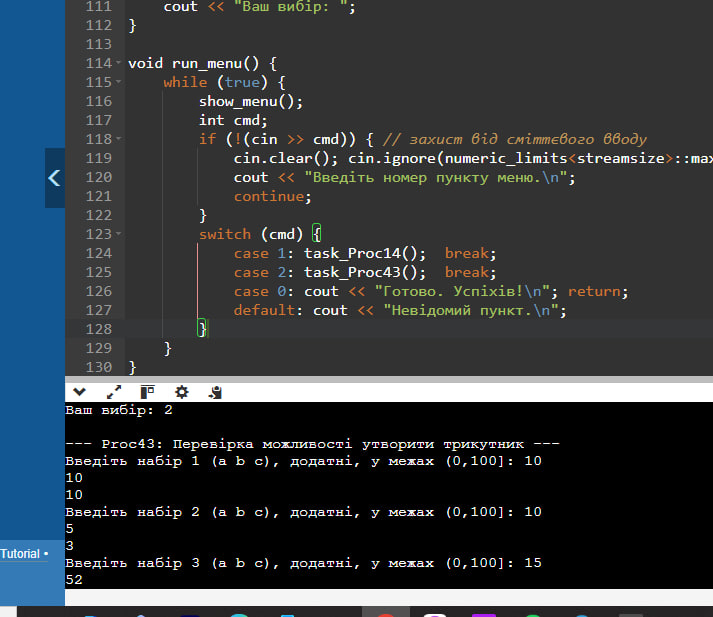 111 cout << "Ваш вибір: ";
112 }
113
114 void run_menu() {
115 while (true) {
116 show_menu();
117 int cmd;
118 if (!(cin >> cmd)) { // захист від сміттєвого вводу
119 cin.clear(); cin.ignore(numeric_limits<streamsize>::max
120 cout << "Введіть номер пункту меню.\n";
121 continue;
122 }
123 switch (cmd) {
124 case 1: task_Proc14(); break;
125 case 2: task_Proc43(); break;
126 case 0: cout << "Готово. Успіхів!\n"; return;
127 default: cout << "Невідомий пункт.\n";
128 }
129 }
130 }
Ваш вибір: 2
--- Proc43: Перевірка можливості утворити трикутник ---
Введіть набір 1 (a b c), додатні, у межах (0,100]: 10
10
10
Введіть набір 2 (a b c), додатні, у межах (0,100]: 10
5
3
Введіть набір 3 (a b c), додатні, у межах (0,100]: 15
52
Tutorial •